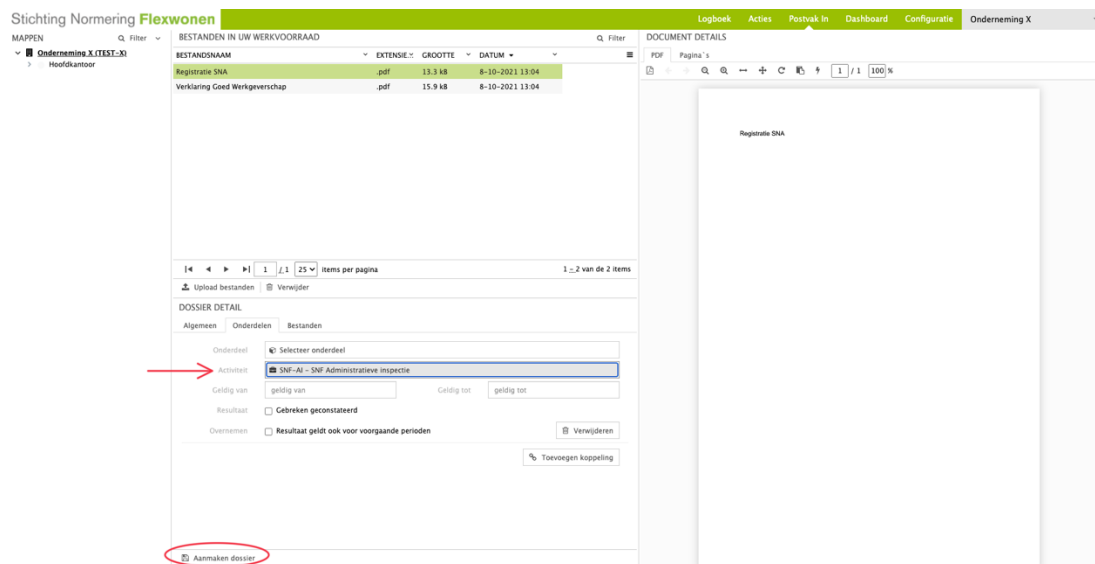 Stichting Normering Flexwonen
Logboek Acties Postvak In Dashboard Configuratie Onderneming X
MAPPEN Filter
Onderneming X (TEST-X)
Hoofdkantoor
BESTANDEN IN UW WERKVOORRAAD Filter
BESTANDSNAAM EXTENSIE GROOTTE DATUM
Registratie SNA .pdf 13.3 kB 8-10-2021 13:04
Verklaring Goed Werkgeverschap .pdf 15.9 kB 8-10-2021 13:04
1 / 1 25 items per pagina 1 - 2 van de 2 items
Upload bestanden Verwijder
DOSSIER DETAIL
Algemeen Onderdelen Bestanden
Onderdeel Selecteer onderdeel
Activiteit SNF-AI - SNF Administratieve inspectie
Geldig van geldig van Geldig tot geldig tot
Resultaat Gebreken geconstateerd
Overnemen Resultaat geldt ook voor voorgaande perioden Verwijderen
Toevoegen koppeling
Aanmaken dossier
DOCUMENT DETAILS
PDF Pagina`s
1 / 1 100 %
Registratie SNA